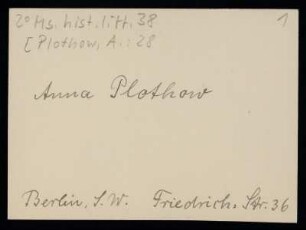 2° Ms. hist. litt. 38
1
[Plothow, A.: 28
Anna Plothow
Berlin, S.W. Friedrich-Str. 36